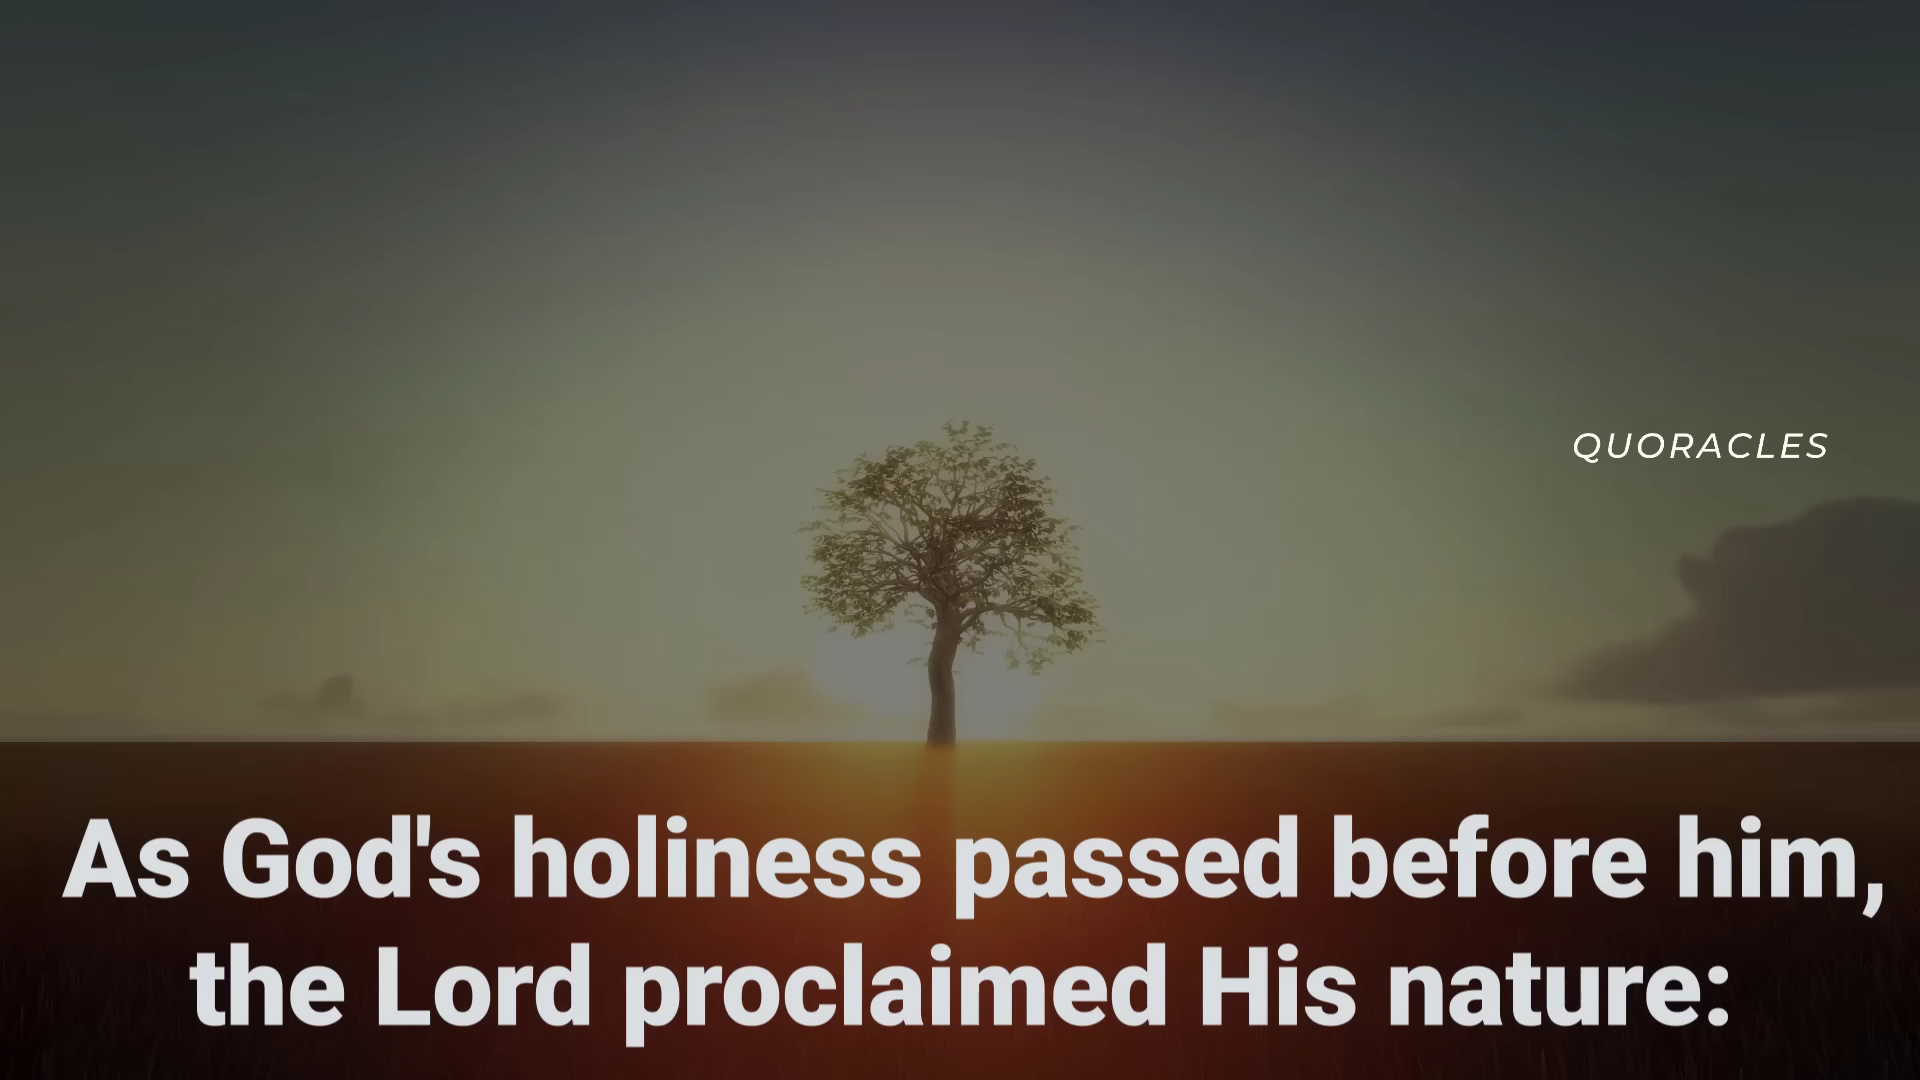 QUORACLES
As God's holiness passed before him,
the Lord proclaimed His nature: